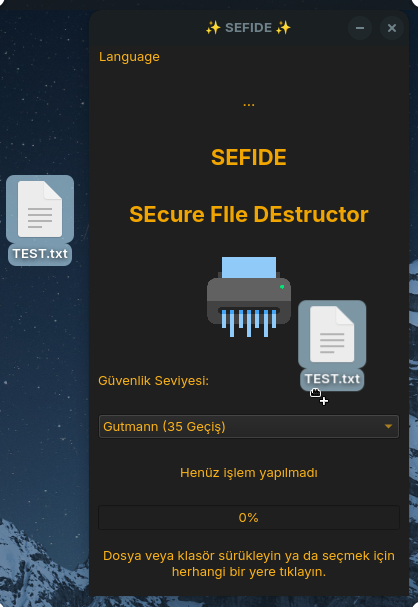 ✨ SEFIDE ✨
Language
...
SEFIDE
SEcure FIle DEstructor
TEST.txt
TEST.txt
Güvenlik Seviyesi:
Gutmann (35 Geçiş)
Henüz işlem yapılmadı
0%
Dosya veya klasör sürükleyin ya da seçmek için
herhangi bir yere tıklayın.